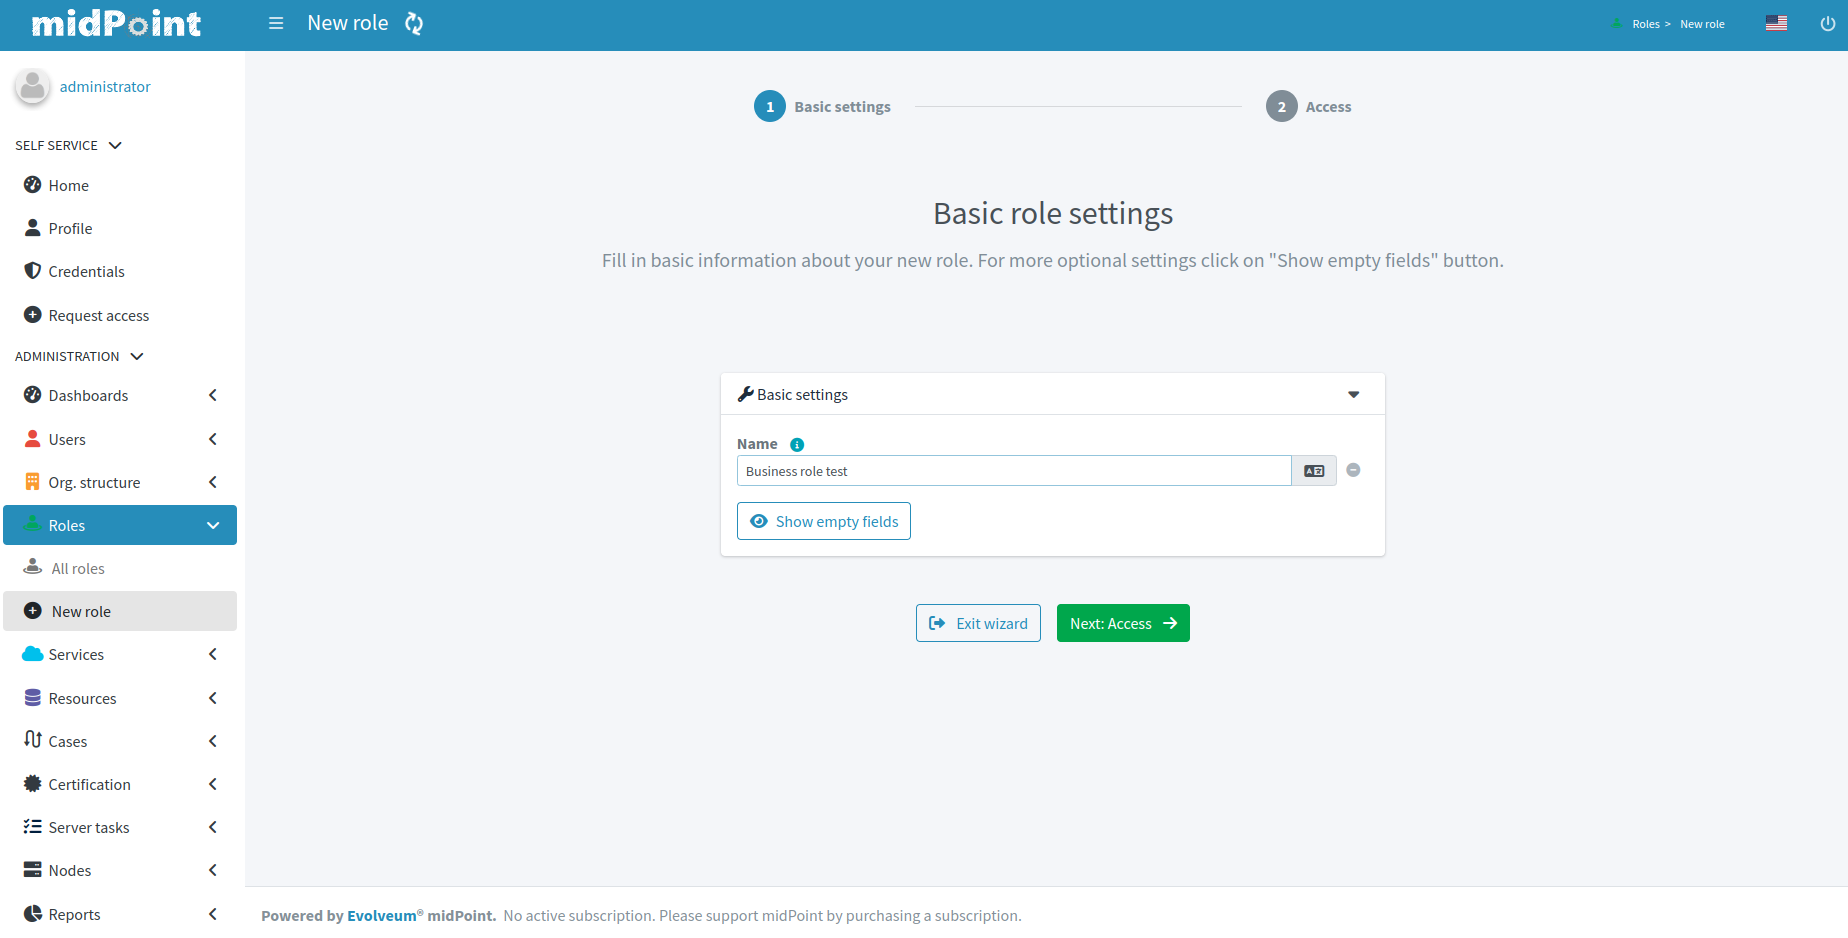 midPoint
New role
Roles > New role
administrator
SELF SERVICE
Home
Profile
Credentials
Request access
ADMINISTRATION
Dashboards
Users
Org. structure
Roles
All roles
New role
Services
Resources
Cases
Certification
Server tasks
Nodes
Reports
1 Basic settings
2 Access
Basic role settings
Fill in basic information about your new role. For more optional settings click on "Show empty fields" button.
Basic settings
Name
Business role test
Show empty fields
Exit wizard
Next: Access
Powered by Evolveum® midPoint. No active subscription. Please support midPoint by purchasing a subscription.